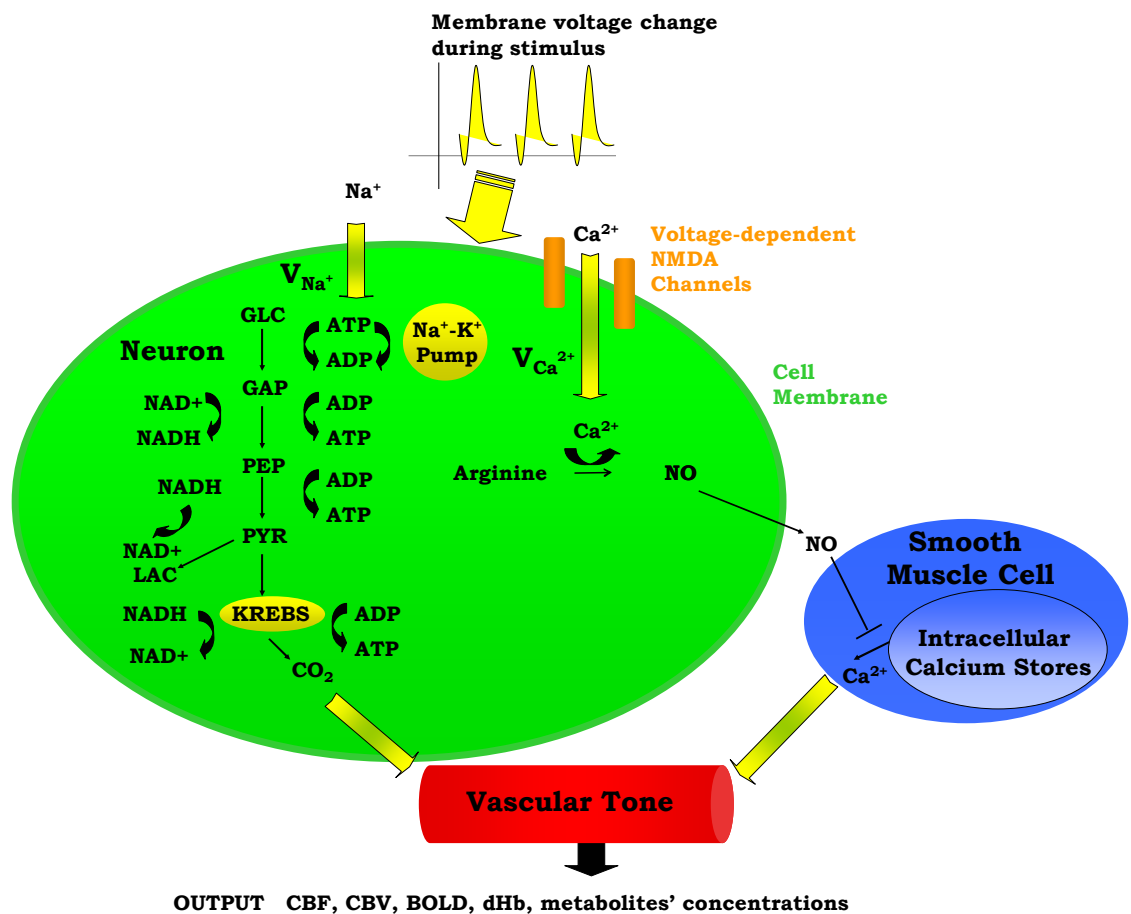 Membrane voltage change
during stimulus
Na⁺
Ca²⁺
Voltage-dependent
NMDA
Channels
V_Na⁺
GLC
ATP
ADP
Na⁺-K⁺
Pump
Neuron
V_Ca²⁺
Cell
Membrane
GAP
NAD+
NADH
ADP
ATP
Ca²⁺
Arginine
NO
PEP
NADH
ADP
ATP
PYR
NAD+
LAC
NO
Smooth
Muscle Cell
NADH
NAD+
KREBS
ADP
ATP
CO₂
Intracellular
Calcium Stores
Ca²⁺
Vascular Tone
OUTPUT CBF, CBV, BOLD, dHb, metabolites' concentrations